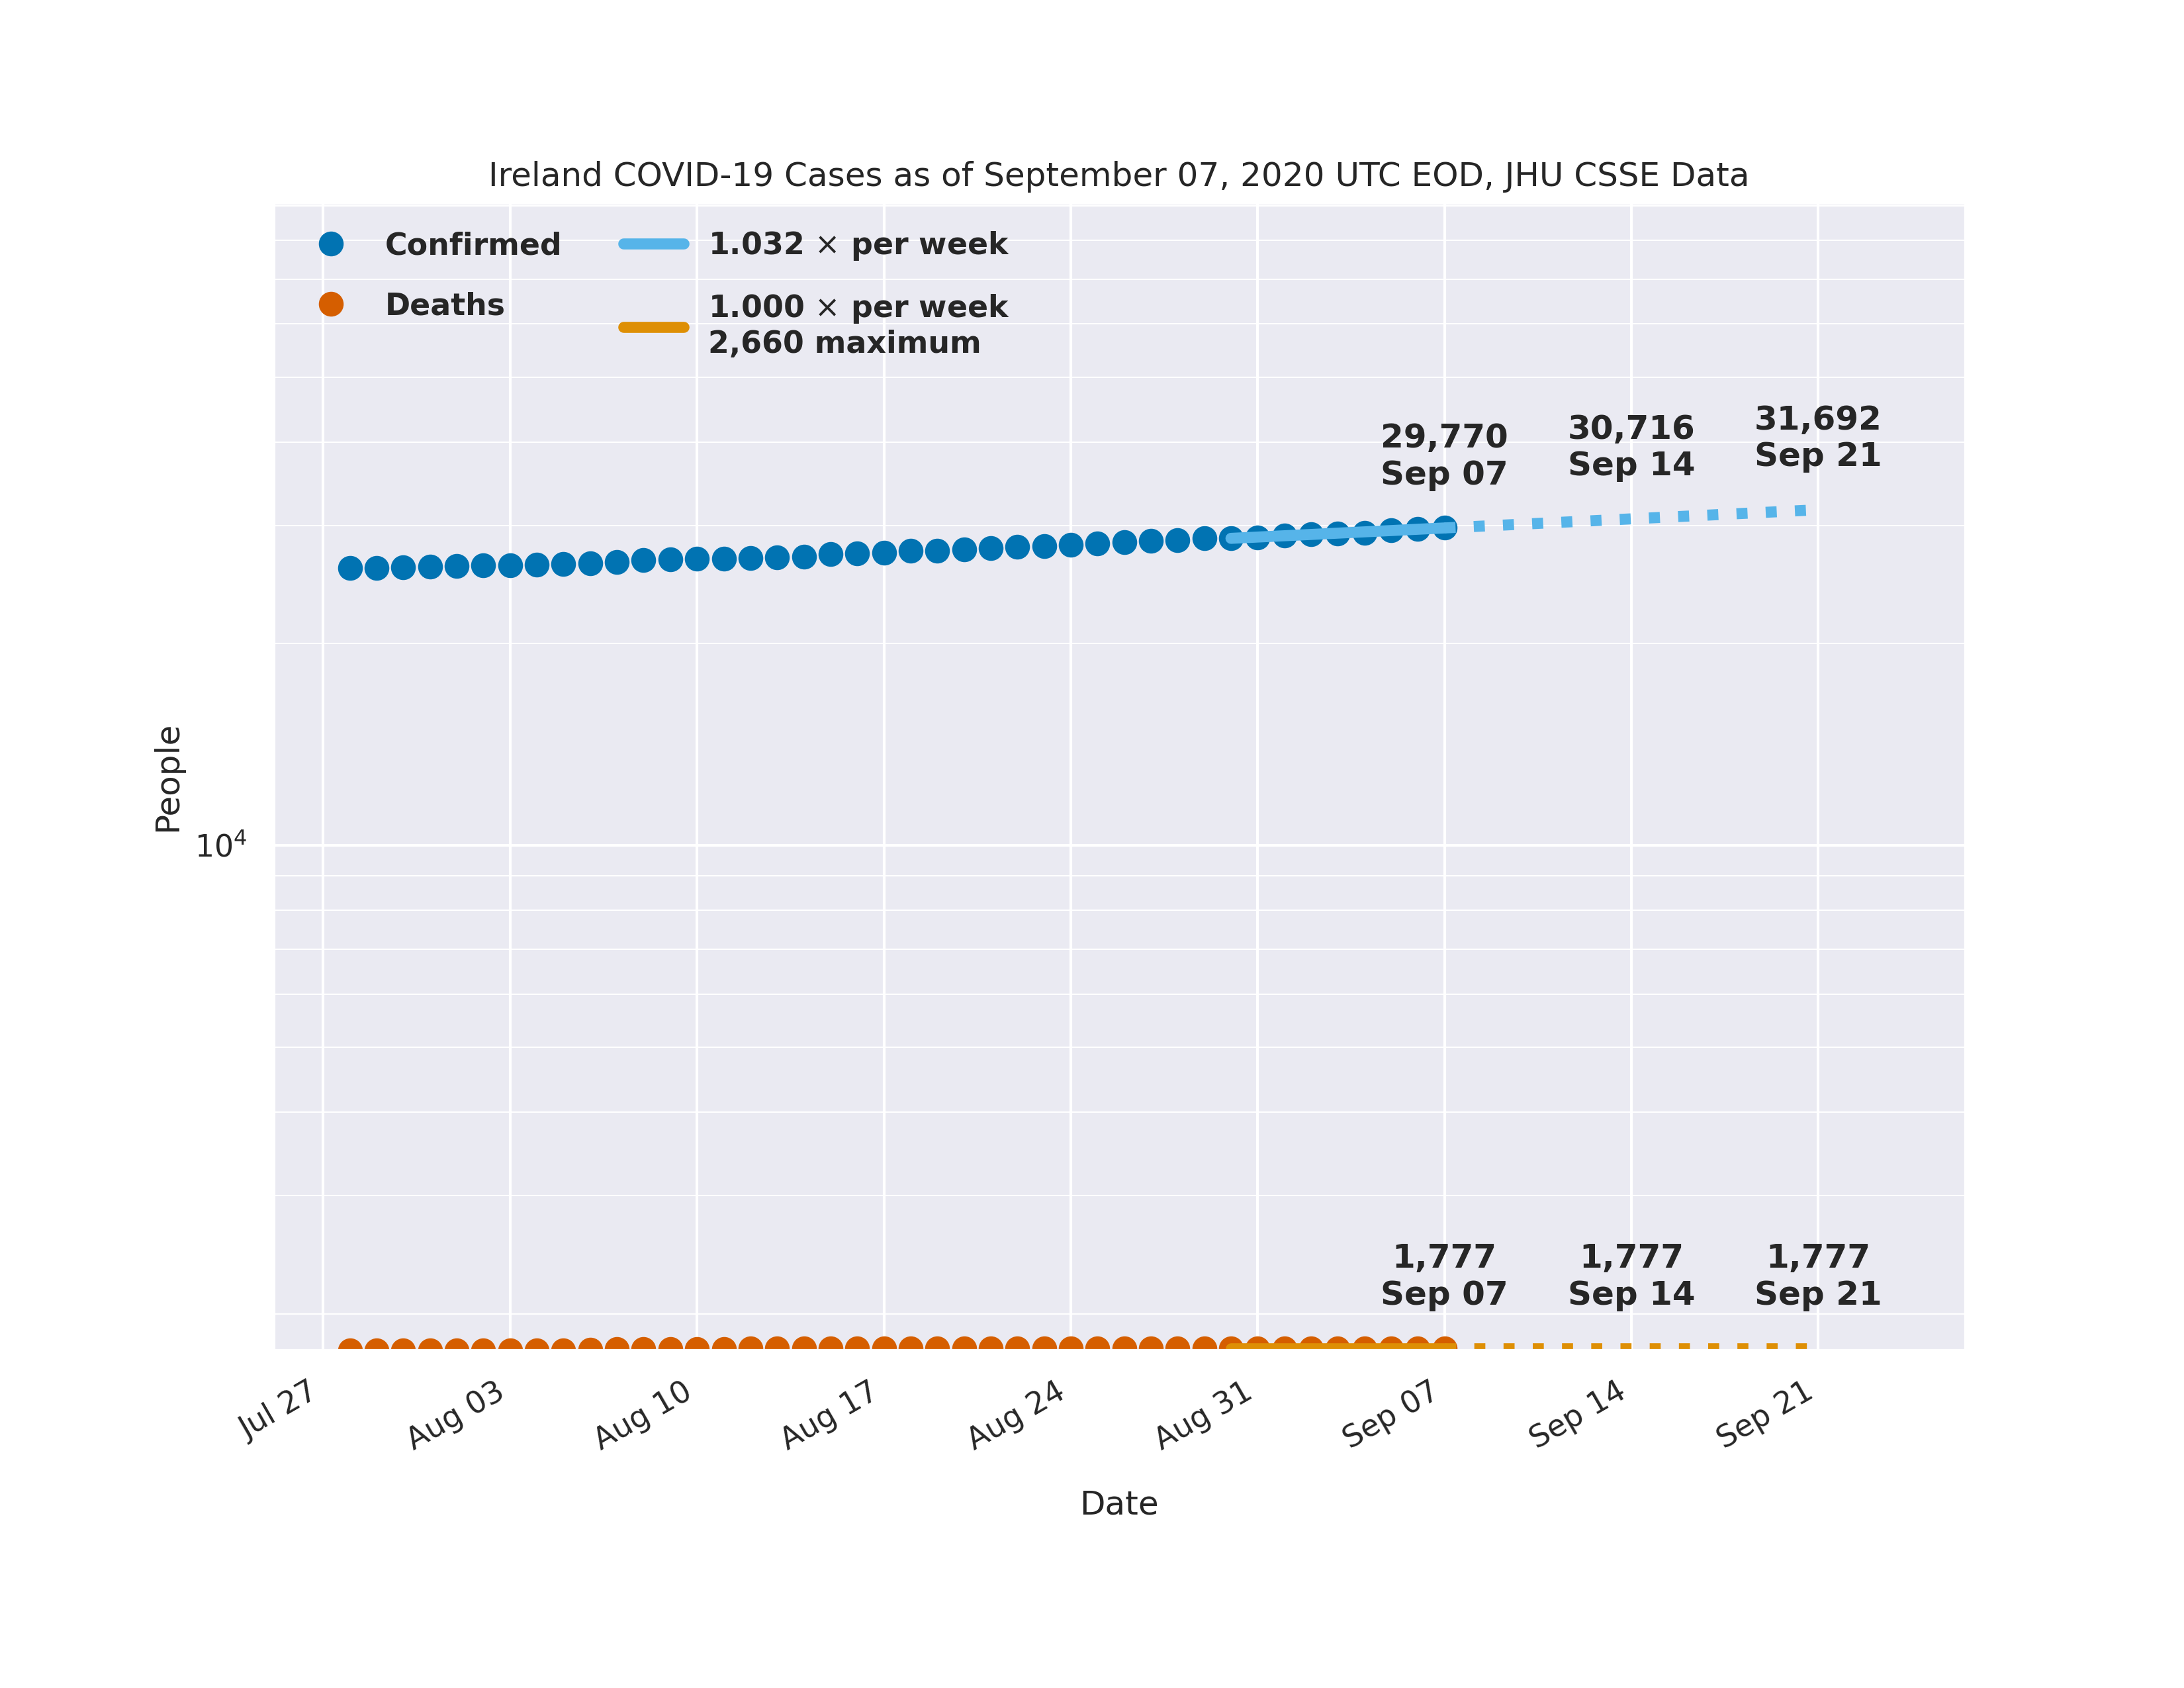 Ireland COVID-19 Cases as of September 07, 2020 UTC EOD, JHU CSSE Data
Confirmed
Deaths
1.032 × per week
1.000 × per week
2,660 maximum
29,770
Sep 07
30,716
Sep 14
31,692
Sep 21
People
10⁴
1,777
Sep 07
1,777
Sep 14
1,777
Sep 21
Jul 27
Aug 03
Aug 10
Aug 17
Aug 24
Aug 31
Sep 07
Sep 14
Sep 21
Date